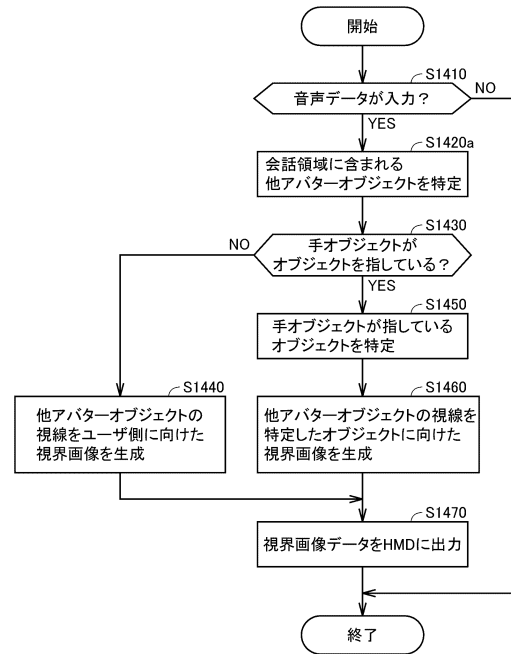 開始
S1410
音声データが入力？
NO
YES
S1420a
会話領域に含まれる
他アバターオブジェクトを特定
S1430
手オブジェクトが
オブジェクトを指している？
NO
YES
S1450
手オブジェクトが指している
オブジェクトを特定
S1440
他アバターオブジェクトの
視線をユーザ側に向けた
視界画像を生成
S1460
他アバターオブジェクトの視線を
特定したオブジェクトに向けた
視界画像を生成
S1470
視界画像データをHMDに出力
終了